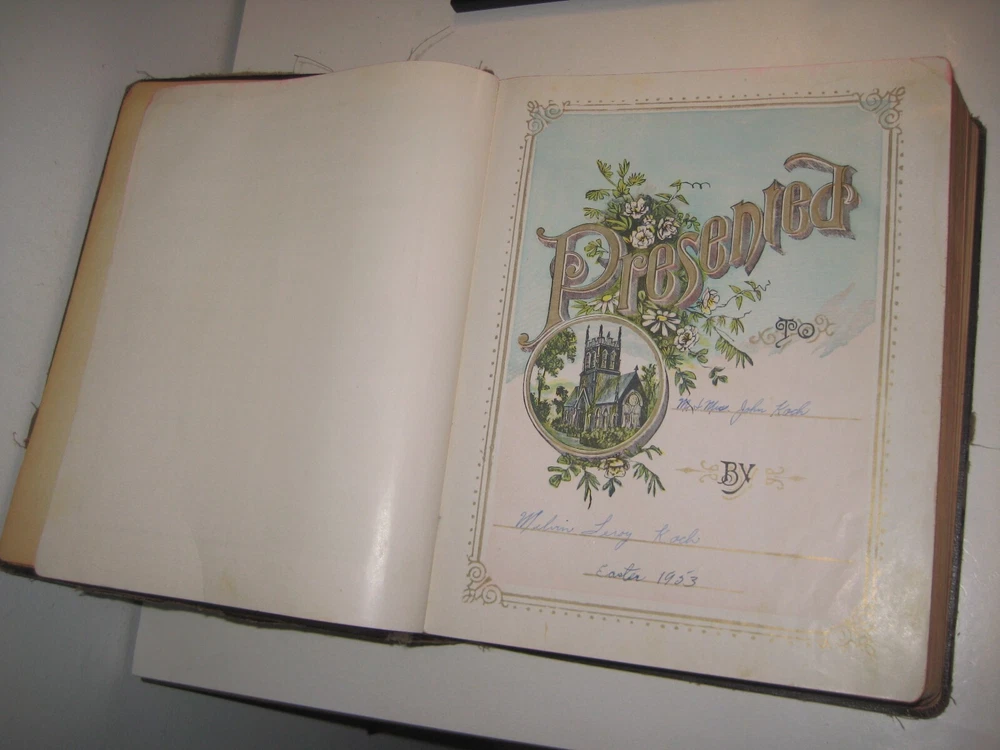 Presented
TO
Mr & Mrs. John Koch
BY
Melvin Leroy Koch
Easter 1953